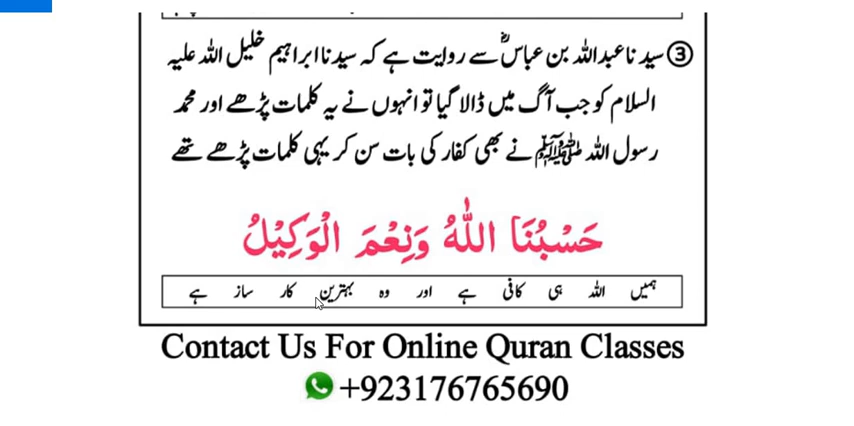 ③ سیدنا عبداللہ بن عباسؓ سے روایت ہے کہ سیدنا ابراہیم خلیل اللہ علیہ
السلام کو جب آگ میں ڈالا گیا تو انہوں نے یہ کلمات پڑھے اور محمد
رسول اللہ ﷺ نے بھی کفار کی بات سن کر یہی کلمات پڑھے تھے
حَسْبُنَا اللّٰهُ وَنِعْمَ الْوَكِيْلُ
ہمیں اللہ ہی کافی ہے اور وہ بہترین کار ساز ہے
Contact Us For Online Quran Classes
+923176765690